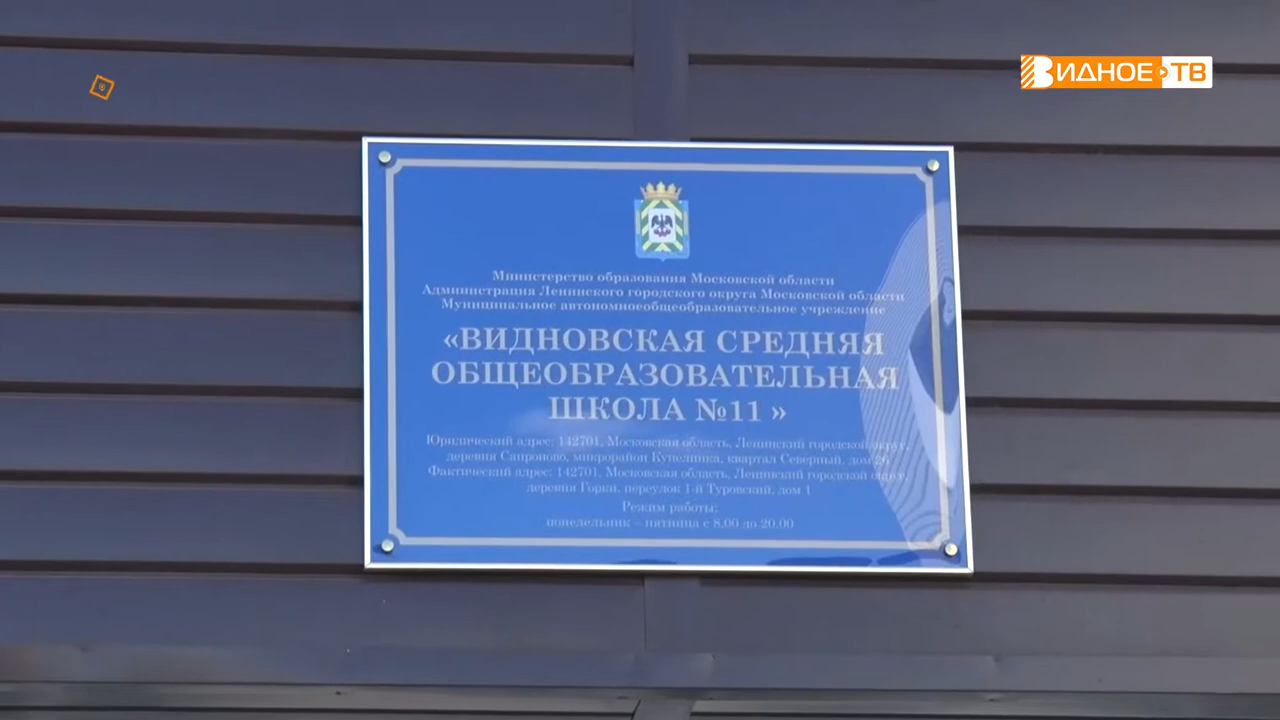 ВИДНОЕ ТВ
Министерство образования Московской области
Администрация Ленинского городского округа Московской области
Муниципальное автономноеобщеобразовательное учреждение
«ВИДНОВСКАЯ СРЕДНЯЯ
ОБЩЕОБРАЗОВАТЕЛЬНАЯ
ШКОЛА №11 »
Юридический адрес: 142701, Московская область, Ленинский городской округ,
деревня Сапроново, микрорайон Купелинка, квартал Северный, дом 26
Фактический адрес: 142701, Московская область, Ленинский городской округ,
деревня Горки, переулок 1-й Туровский, дом 1
Режим работы:
понедельник – пятница с 8.00 до 20.00